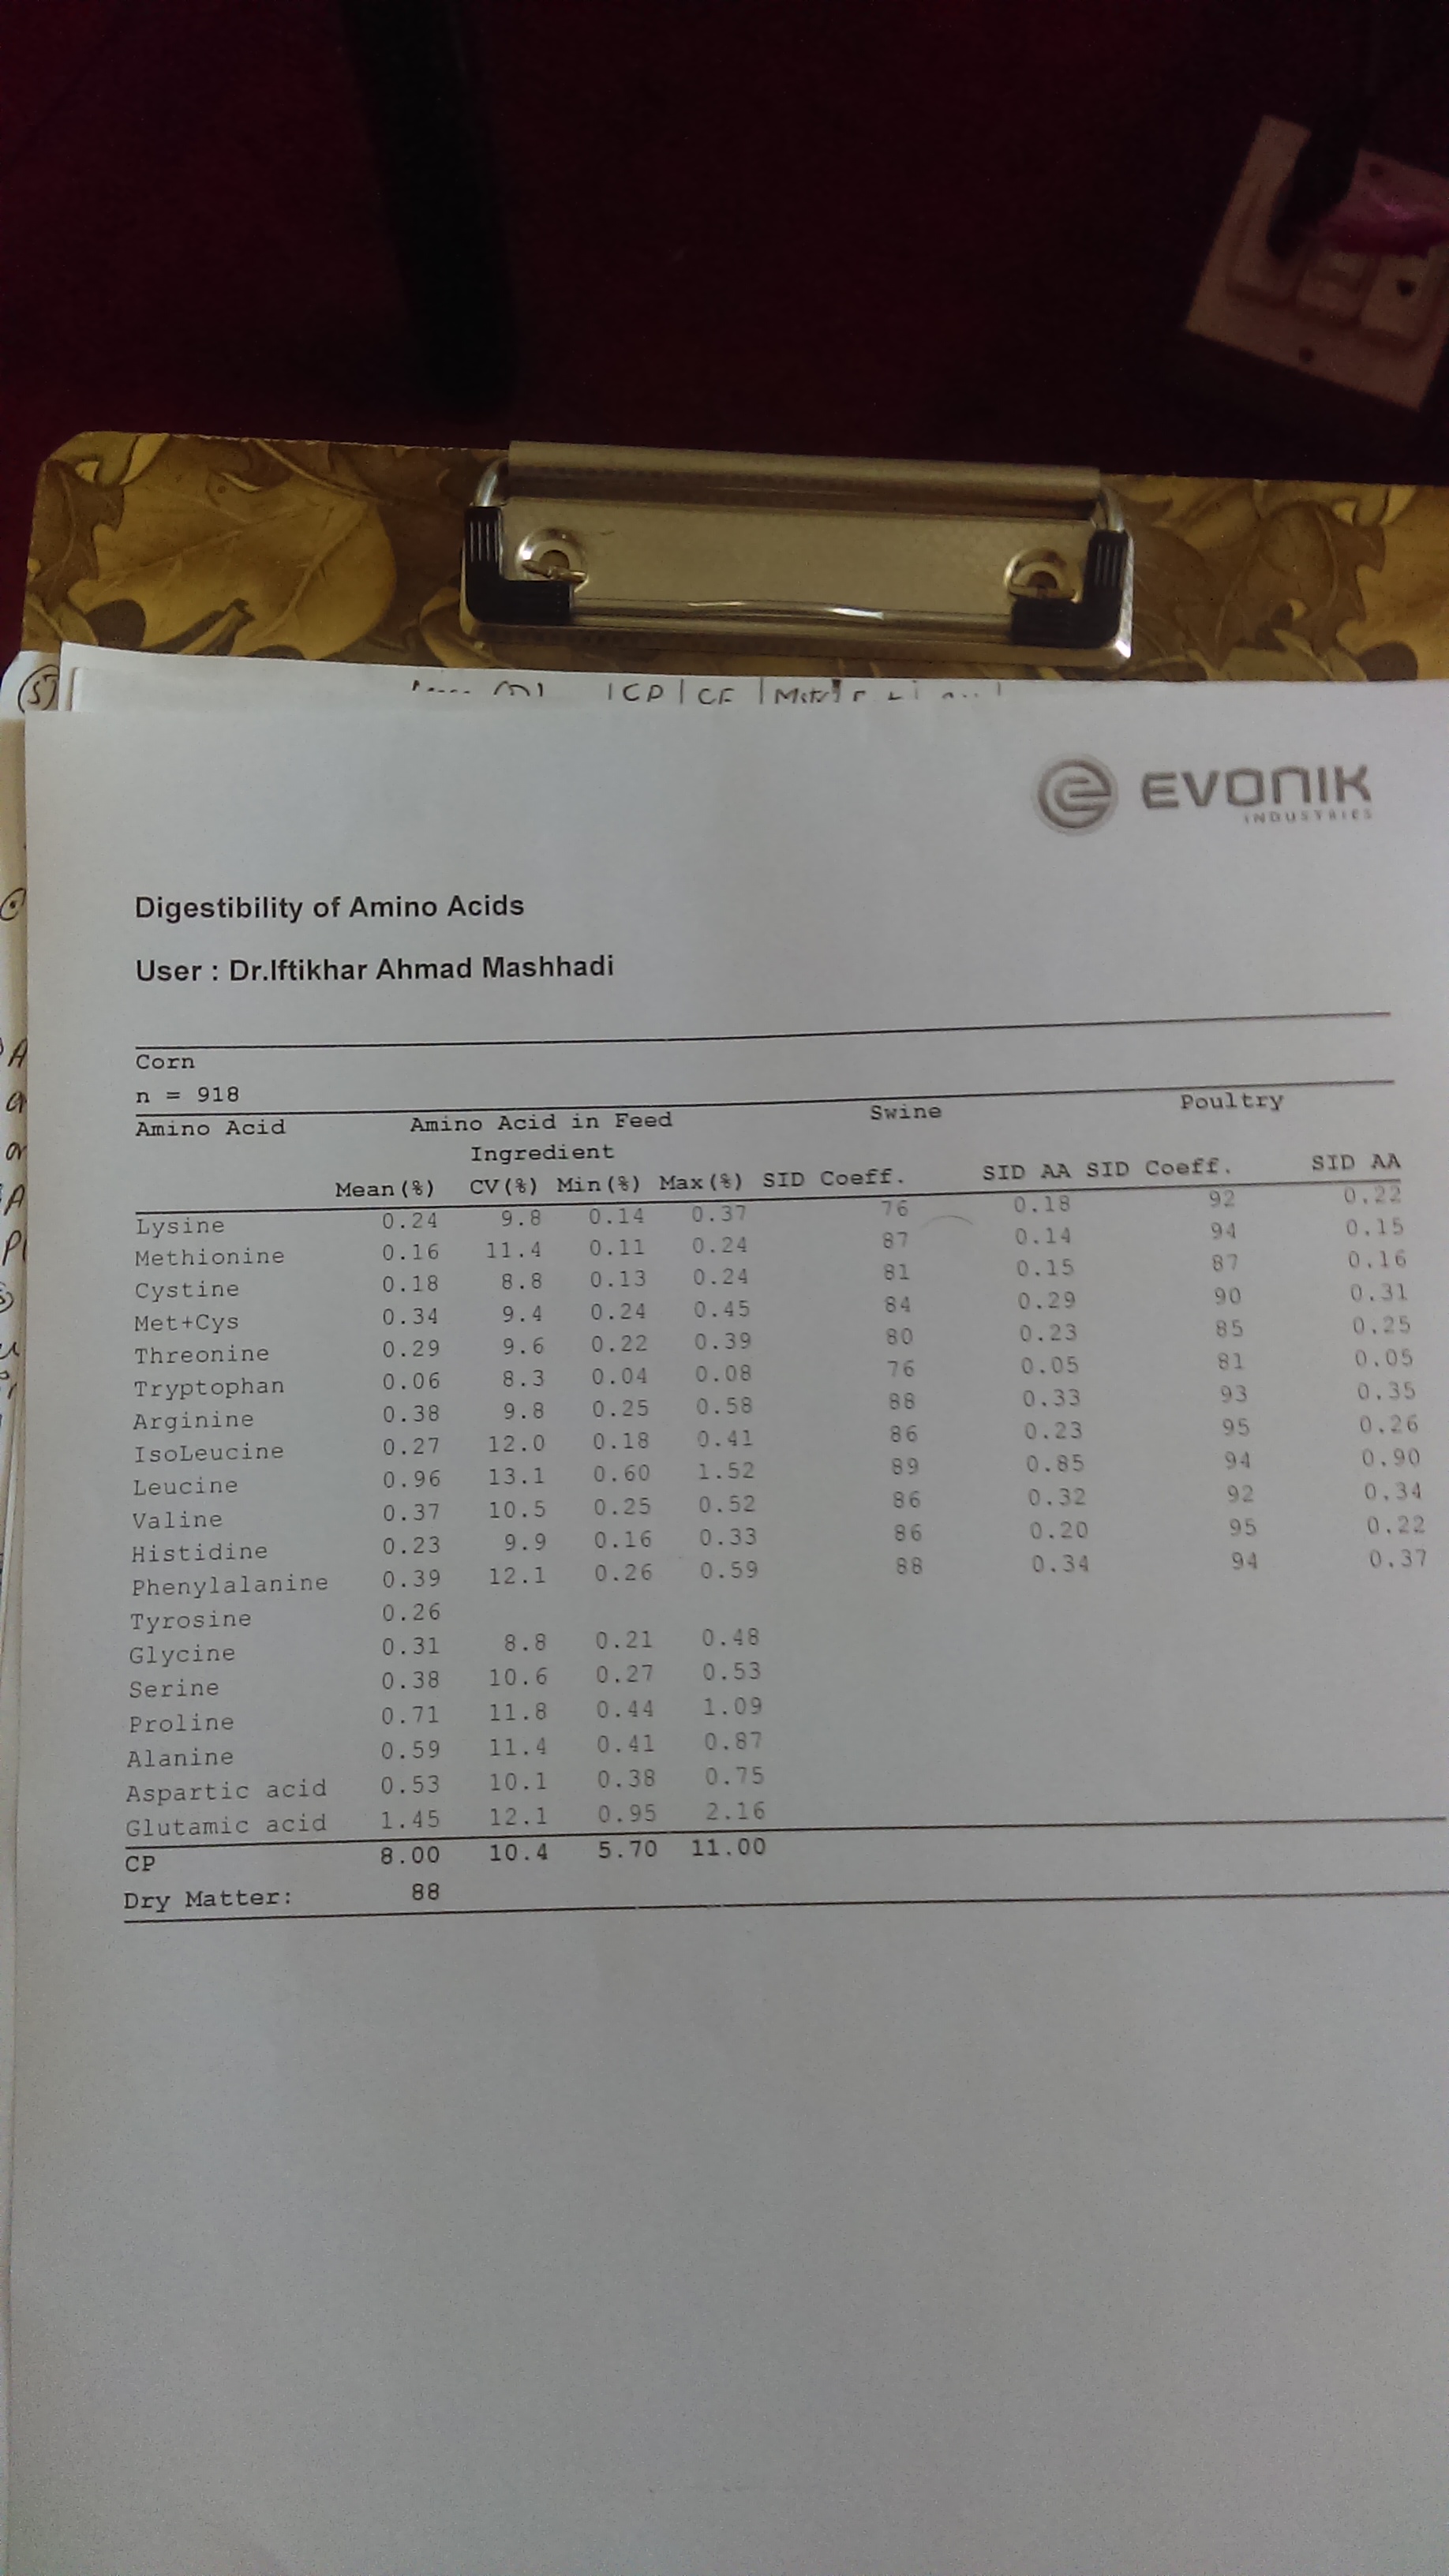 ICP | CF
EVONIK
INDUSTRIES
Digestibility of Amino Acids
User : Dr.Iftikhar Ahmad Mashhadi
Corn
n = 918
Amino Acid Amino Acid in Feed Swine Poultry
Ingredient
Mean(%) CV(%) Min(%) Max(%) SID Coeff. SID AA SID Coeff. SID AA
Lysine 0.24 9.8 0.14 0.37 76 0.18 92 0.22
Methionine 0.16 11.4 0.11 0.24 87 0.14 94 0.15
Cystine 0.18 8.8 0.13 0.24 81 0.15 87 0.16
Met+Cys 0.34 9.4 0.24 0.45 84 0.29 90 0.31
Threonine 0.29 9.6 0.22 0.39 80 0.23 85 0.25
Tryptophan 0.06 8.3 0.04 0.08 76 0.05 81 0.05
Arginine 0.38 9.8 0.25 0.58 88 0.33 93 0.35
IsoLeucine 0.27 12.0 0.18 0.41 86 0.23 95 0.26
Leucine 0.96 13.1 0.60 1.52 89 0.85 94 0.90
Valine 0.37 10.5 0.25 0.52 86 0.32 92 0.34
Histidine 0.23 9.9 0.16 0.33 86 0.20 95 0.22
Phenylalanine 0.39 12.1 0.26 0.59 88 0.34 94 0.37
Tyrosine 0.26
Glycine 0.31 8.8 0.21 0.48
Serine 0.38 10.6 0.27 0.53
Proline 0.71 11.8 0.44 1.09
Alanine 0.59 11.4 0.41 0.87
Aspartic acid 0.53 10.1 0.38 0.75
Glutamic acid 1.45 12.1 0.95 2.16
CP 8.00 10.4 5.70 11.00
Dry Matter: 88